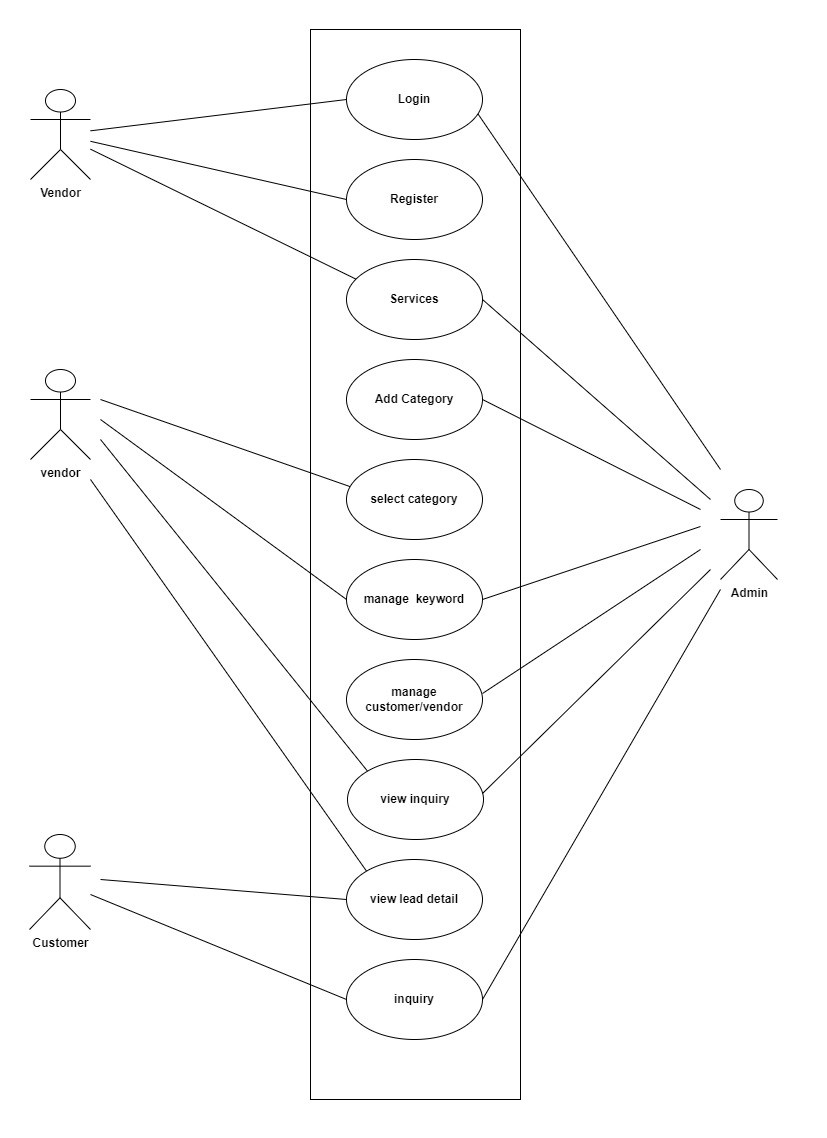 Login
Vendor
Register
Services
Add Category
vendor
select category
manage  keyword
Admin
manage
customer/vendor
view inquiry
view lead detail
Customer
inquiry